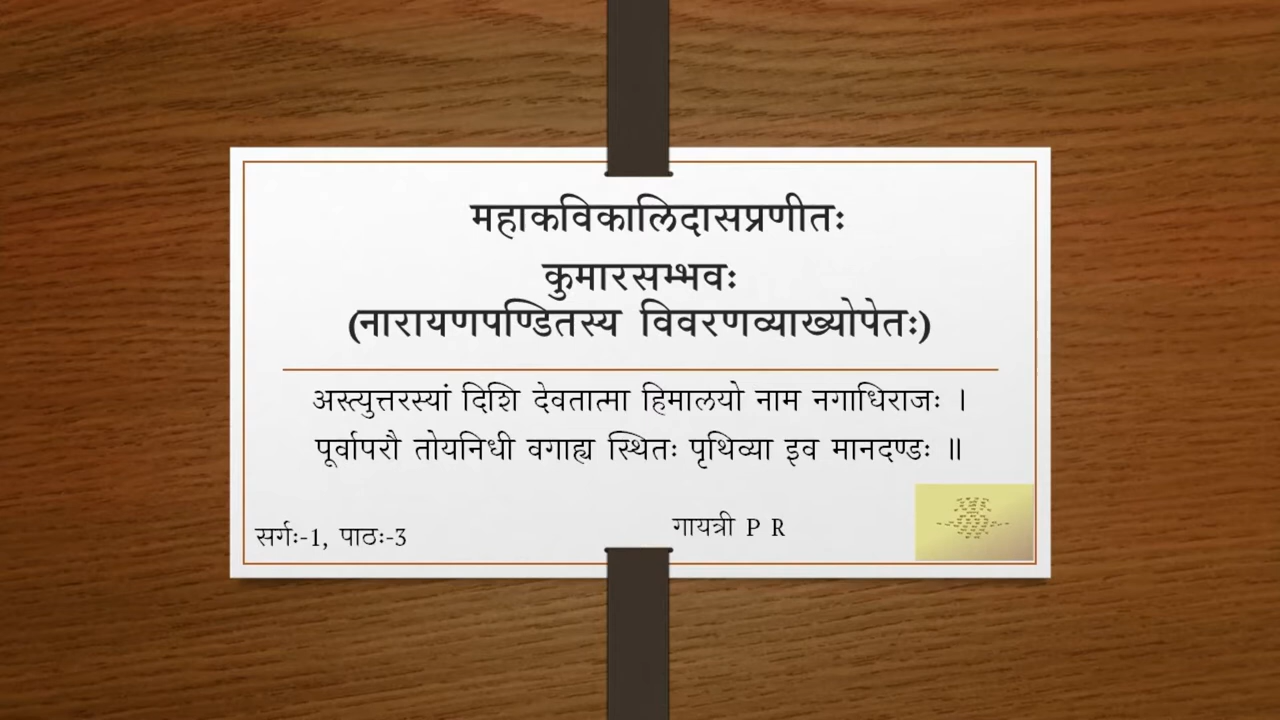 महाकविकालिदासप्रणीतः
कुमारसम्भवः
(नारायणपण्डितस्य विवरणव्याख्योपेतः)
अस्त्युत्तरस्यां दिशि देवतात्मा हिमालयो नाम नगाधिराजः ।
पूर्वापरौ तोयनिधी वगाह्य स्थितः पृथिव्या इव मानदण्डः ॥
सर्गः-1, पाठः-3
गायत्री P R